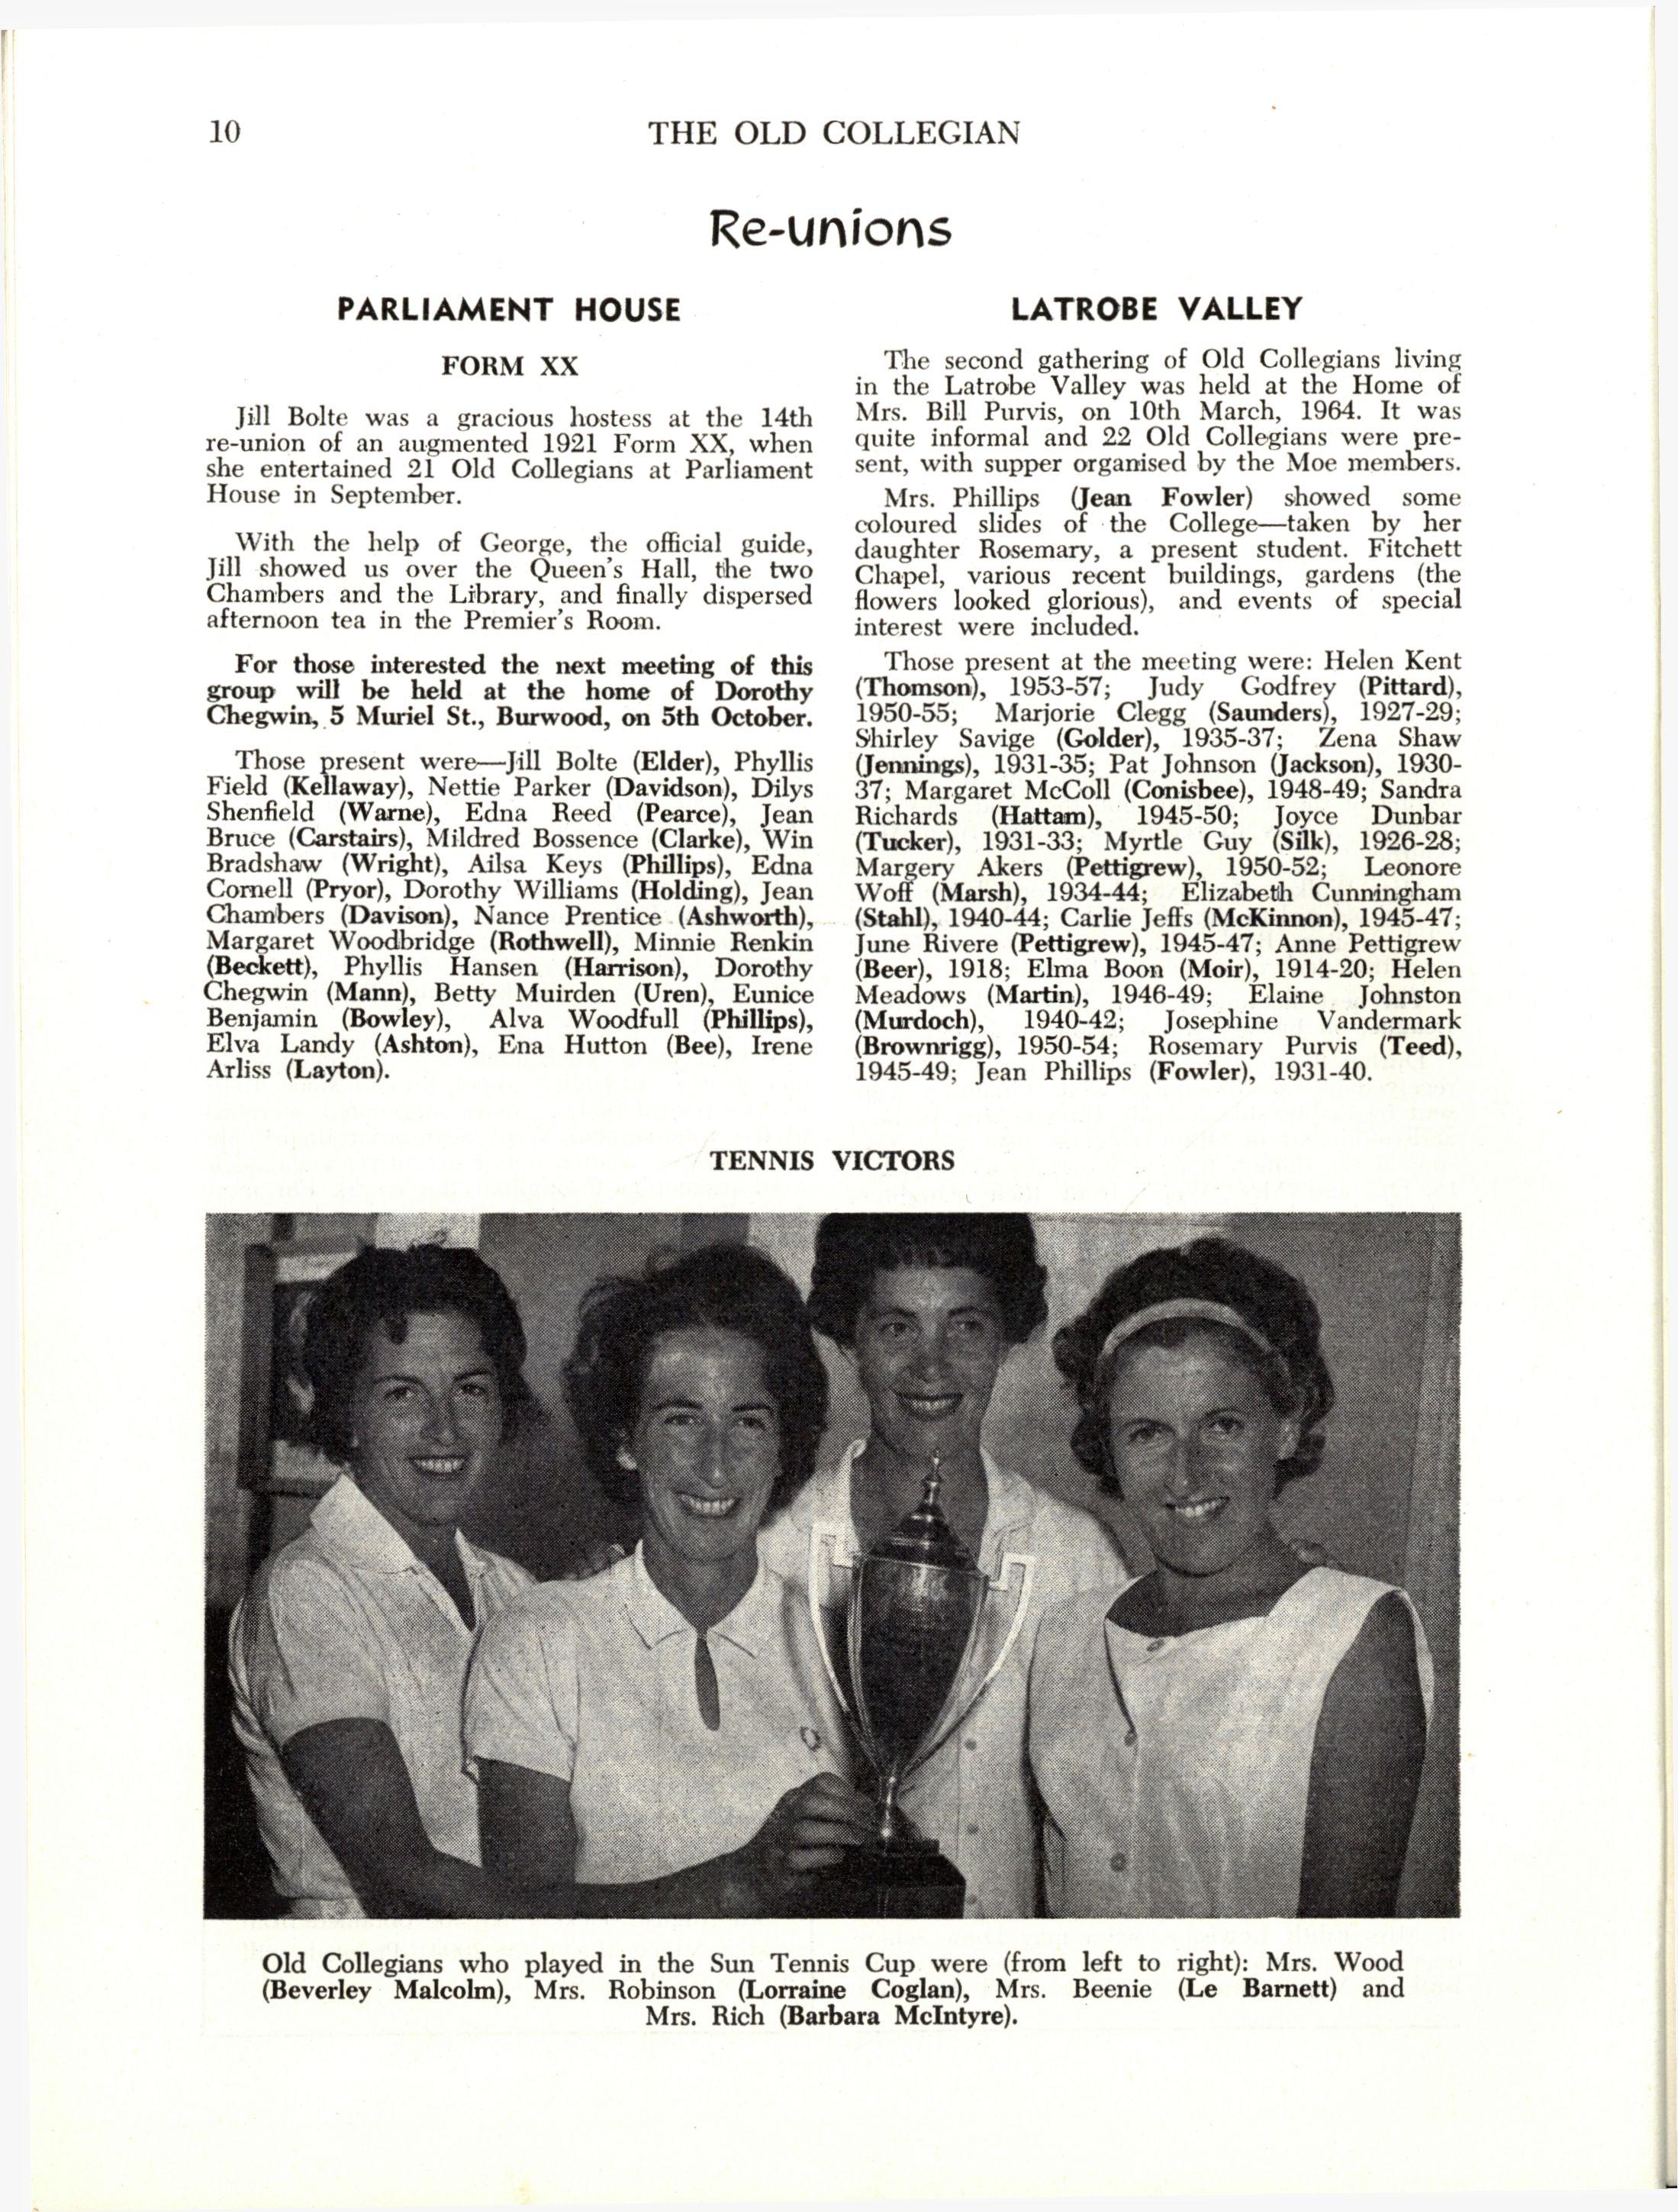 10
THE OLD COLLEGIAN
Re-unions
PARLIAMENT HOUSE
FORM XX
Jill Bolte was a gracious hostess at the 14th
re-union of an augmented 1921 Form XX, when
she entertained 21 Old Collegians at Parliament
House in September.
With the help of George, the official guide,
Jill showed us over the Queen's Hall, the two
Chambers and the Library, and finally dispersed
afternoon tea in the Premier's Room.
For those interested the next meeting of this
group will be held at the home of Dorothy
Chegwin, 5 Muriel St., Burwood, on 5th October.
Those present were—Jill Bolte (Elder), Phyllis
Field (Kellaway), Nettie Parker (Davidson), Dilys
Shenfield (Warne), Edna Reed (Pearce), Jean
Bruce (Carstairs), Mildred Bossence (Clarke), Win
Bradshaw (Wright), Ailsa Keys (Phillips), Edna
Cornell (Pryor), Dorothy Williams (Holding), Jean
Chambers (Davison), Nance Prentice (Ashworth),
Margaret Woodbridge (Rothwell), Minnie Renkin
(Beckett), Phyllis Hansen (Harrison), Dorothy
Chegwin (Mann), Betty Muirden (Uren), Eunice
Benjamin (Bowley), Alva Woodfull (Phillips),
Elva Landy (Ashton), Ena Hutton (Bee), Irene
Arliss (Layton).
LATROBE VALLEY
The second gathering of Old Collegians living
in the Latrobe Valley was held at the Home of
Mrs. Bill Purvis, on 10th March, 1964. It was
quite informal and 22 Old Collegians were pre-
sent, with supper organised by the Moe members.
Mrs. Phillips (Jean Fowler) showed some
coloured slides of the College—taken by her
daughter Rosemary, a present student. Fitchett
Chapel, various recent buildings, gardens (the
flowers looked glorious), and events of special
interest were included.
Those present at the meeting were: Helen Kent
(Thomson), 1953-57; Judy Godfrey (Pittard),
1950-55; Marjorie Clegg (Saunders), 1927-29;
Shirley Savige (Golder), 1935-37; Zena Shaw
(Jennings), 1931-35; Pat Johnson (Jackson), 1930-
37; Margaret McColl (Conisbee), 1948-49; Sandra
Richards (Hattam), 1945-50; Joyce Dunbar
(Tucker), 1931-33; Myrtle Guy (Silk), 1926-28;
Margery Akers (Pettigrew), 1950-52; Leonore
Woff (Marsh), 1934-44; Elizabeth Cunningham
(Stahl), 1940-44; Carlie Jeffs (McKinnon), 1945-47;
June Rivere (Pettigrew), 1945-47; Anne Pettigrew
(Beer), 1918; Elma Boon (Moir), 1914-20; Helen
Meadows (Martin), 1946-49; Elaine Johnston
(Murdoch), 1940-42; Josephine Vandermark
(Brownrigg), 1950-54; Rosemary Purvis (Teed),
1945-49; Jean Phillips (Fowler), 1931-40.
TENNIS VICTORS
Old Collegians who played in the Sun Tennis Cup were (from left to right): Mrs. Wood
(Beverley Malcolm), Mrs. Robinson (Lorraine Coglan), Mrs. Beenie (Le Barnett) and
Mrs. Rich (Barbara McIntyre).